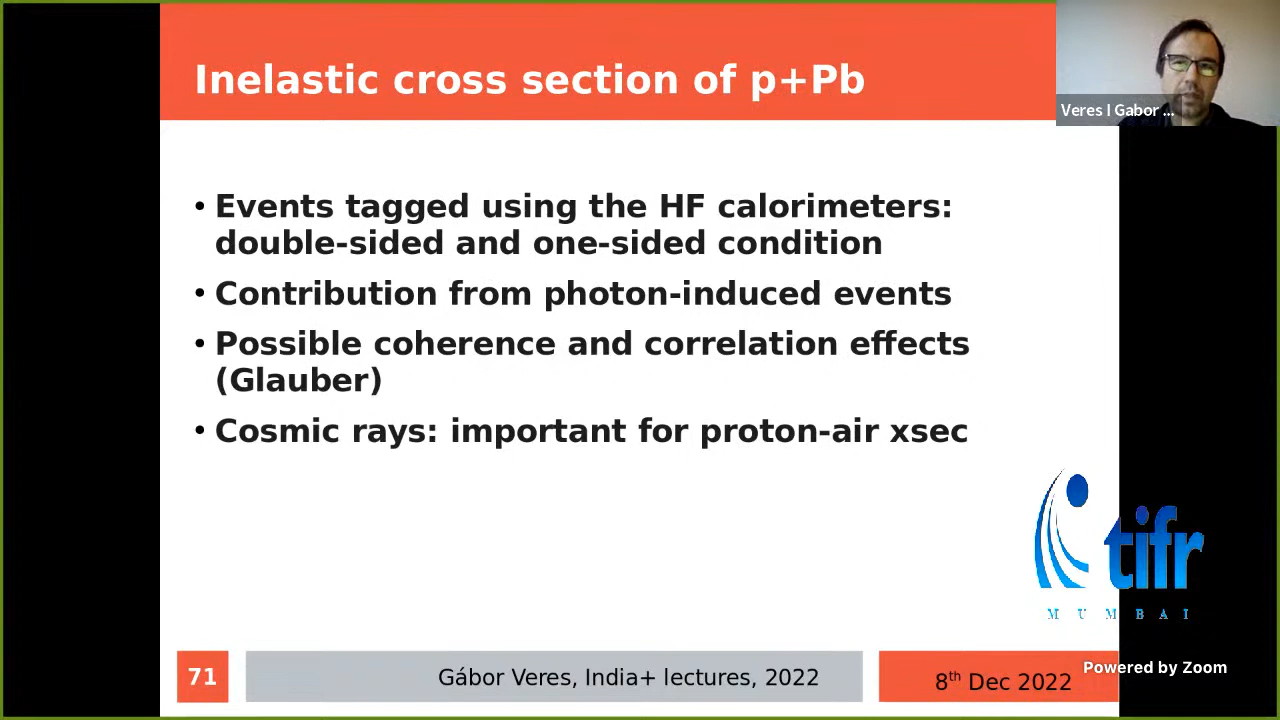 Inelastic cross section of p+Pb
Veres I Gabor ...
• Events tagged using the HF calorimeters:
double-sided and one-sided condition
• Contribution from photon-induced events
• Possible coherence and correlation effects
(Glauber)
• Cosmic rays: important for proton-air xsec
tifr
MUMBAI
Powered by Zoom
71
Gábor Veres, India+ lectures, 2022
8th Dec 2022